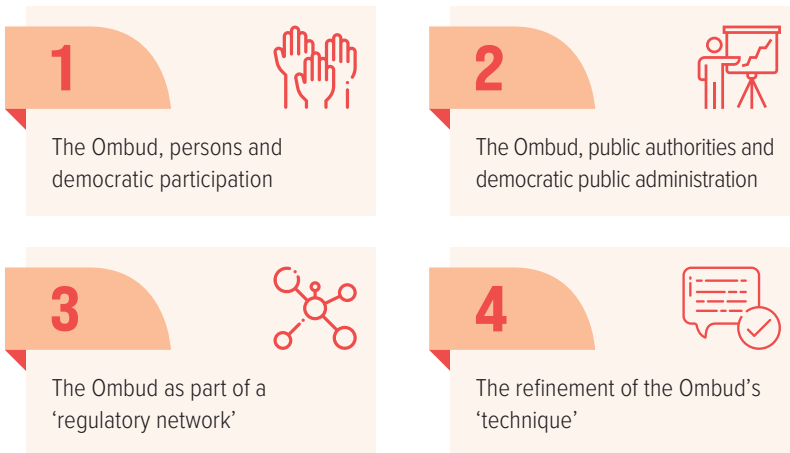 1
The Ombud, persons and
democratic participation
2
The Ombud, public authorities and
democratic public administration
3
The Ombud as part of a
‘regulatory network’
4
The refinement of the Ombud’s
‘technique’